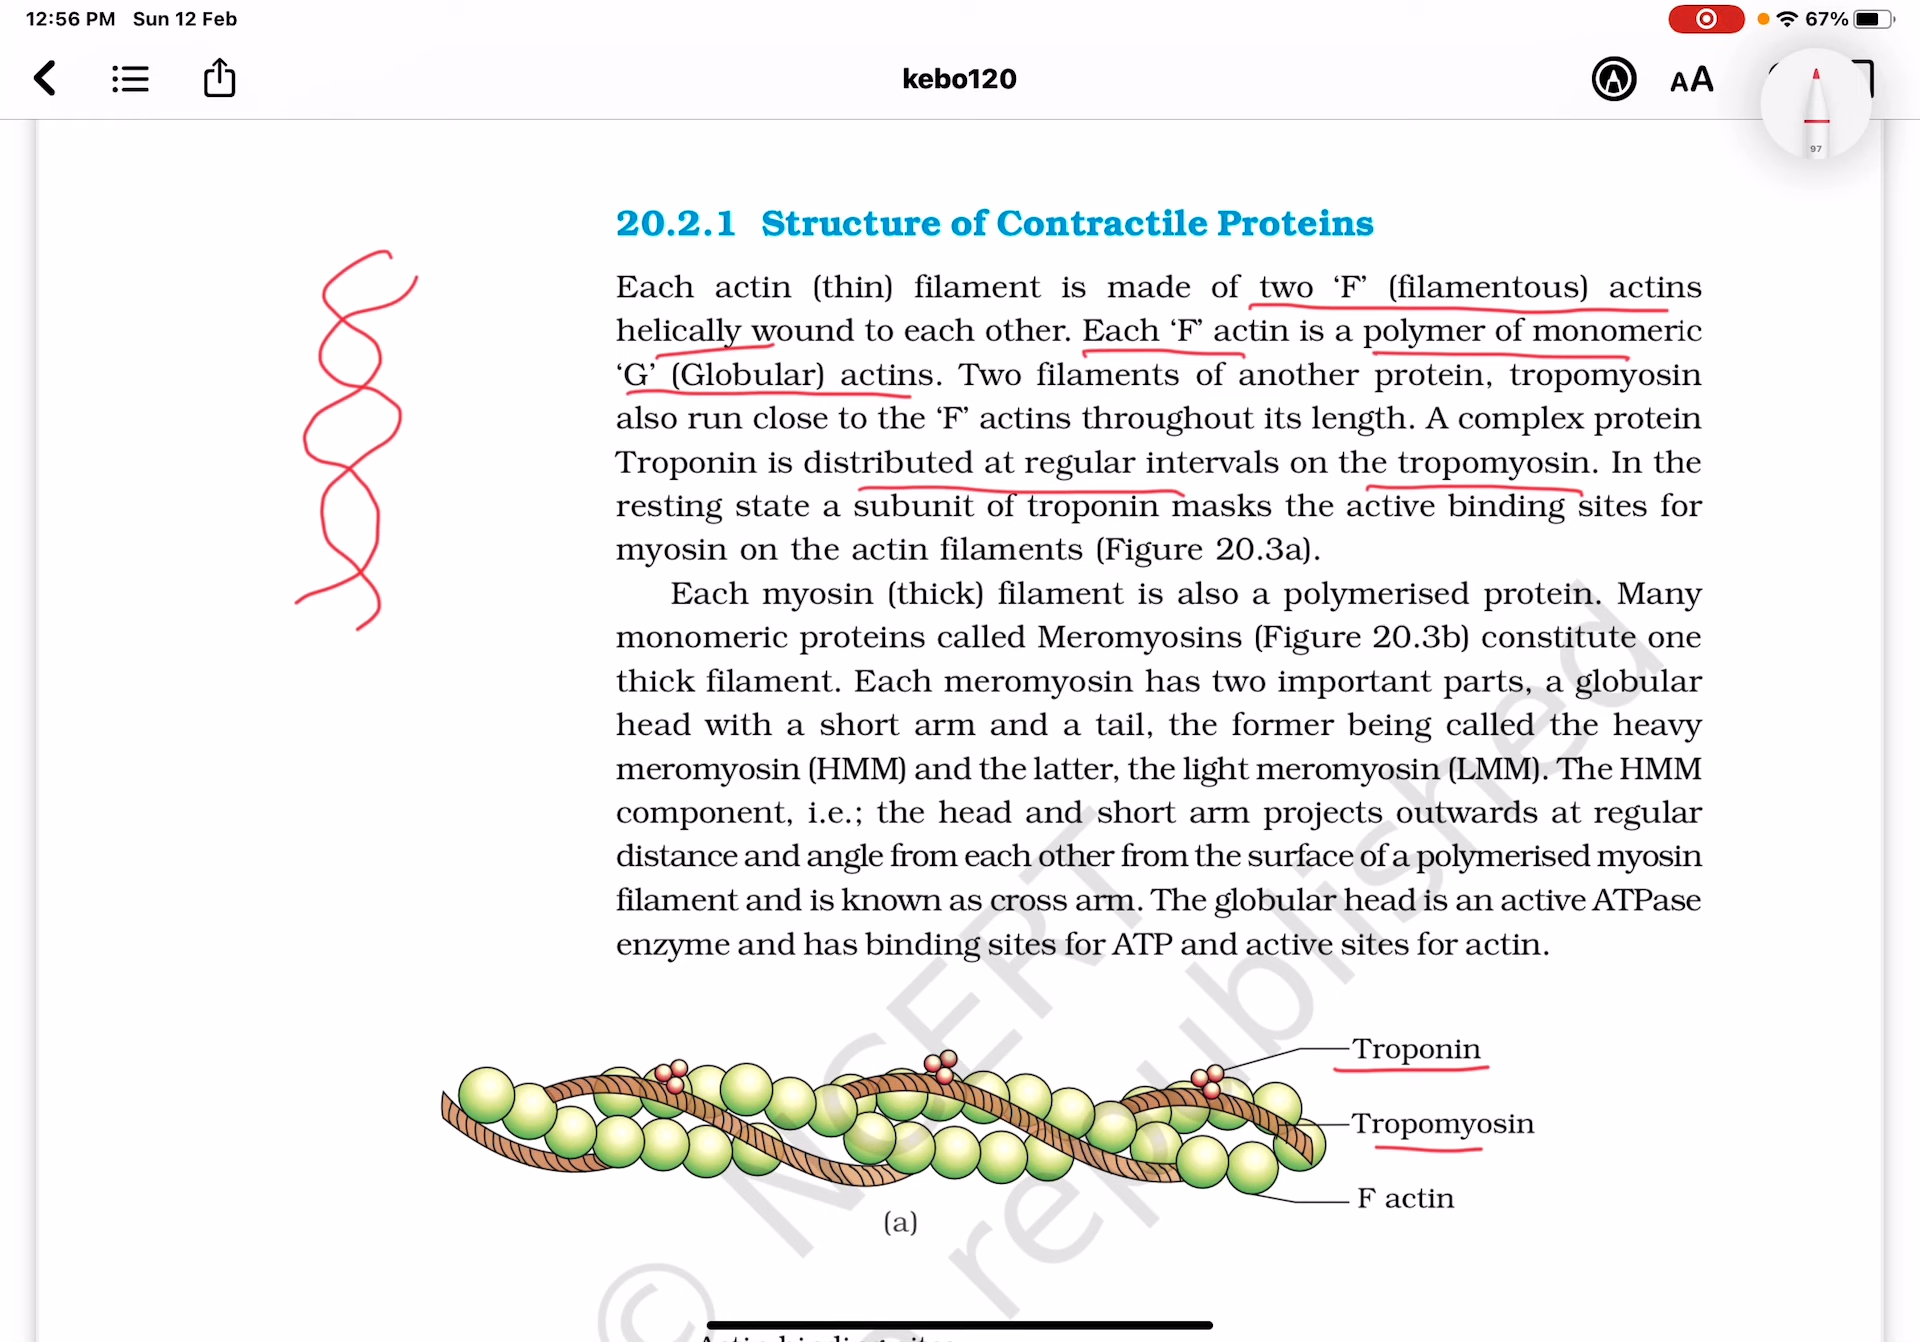 12:56 PM Sun 12 Feb
67%
kebo120
AA
97
20.2.1 Structure of Contractile Proteins
Each actin (thin) filament is made of two ‘F’ (filamentous) actins
helically wound to each other. Each ‘F’ actin is a polymer of monomeric
‘G’ (Globular) actins. Two filaments of another protein, tropomyosin
also run close to the ‘F’ actins throughout its length. A complex protein
Troponin is distributed at regular intervals on the tropomyosin. In the
resting state a subunit of troponin masks the active binding sites for
myosin on the actin filaments (Figure 20.3a).
Each myosin (thick) filament is also a polymerised protein. Many
monomeric proteins called Meromyosins (Figure 20.3b) constitute one
thick filament. Each meromyosin has two important parts, a globular
head with a short arm and a tail, the former being called the heavy
meromyosin (HMM) and the latter, the light meromyosin (LMM). The HMM
component, i.e.; the head and short arm projects outwards at regular
distance and angle from each other from the surface of a polymerised myosin
filament and is known as cross arm. The globular head is an active ATPase
enzyme and has binding sites for ATP and active sites for actin.
Troponin
Tropomyosin
F actin
(a)
© NCERT
republished